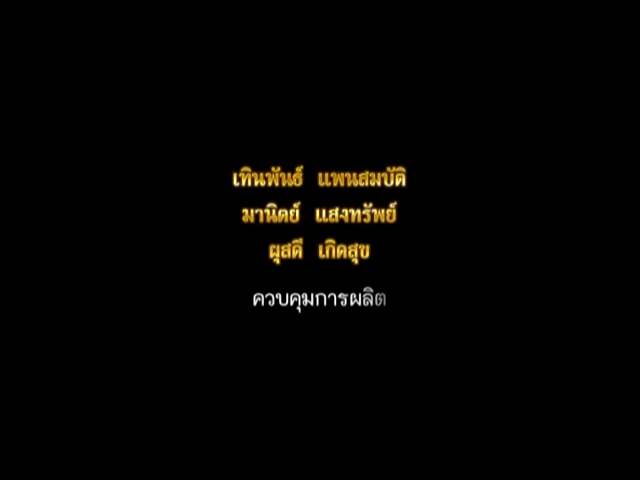 เทินพันธ์ แพนสมบัติ
มานิตย์ แสงทรัพย์
ผุสดี เกิดสุข
ควบคุมการผลิต